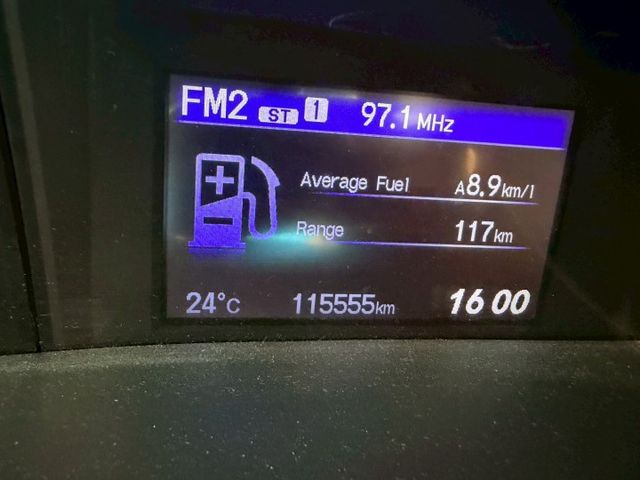 FM2 ST 1 97.1 MHz
Average Fuel A8.9km/l
Range 117km
24°C 115555km 16 00